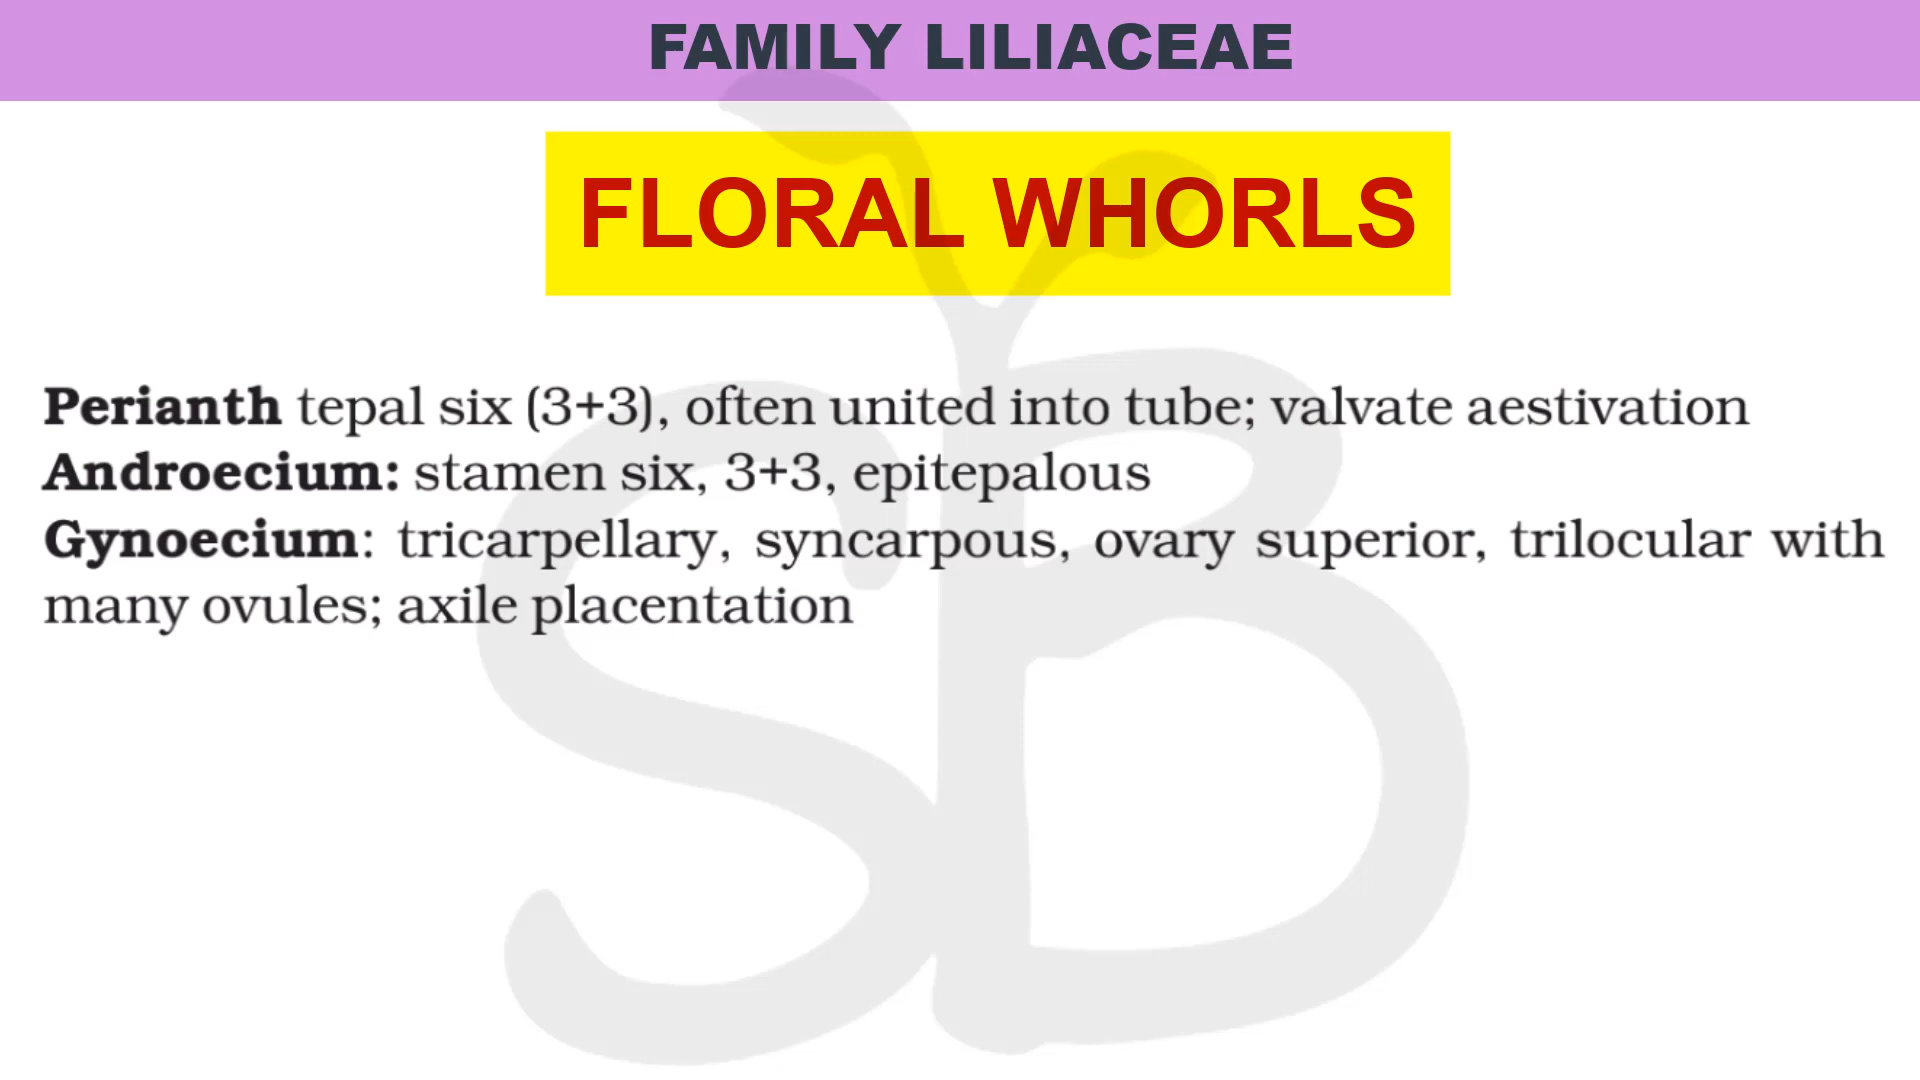 FAMILY LILIACEAE
FLORAL WHORLS
Perianth tepal six (3+3), often united into tube; valvate aestivation
Androecium: stamen six, 3+3, epitepalous
Gynoecium: tricarpellary, syncarpous, ovary superior, trilocular with
many ovules; axile placentation
SB